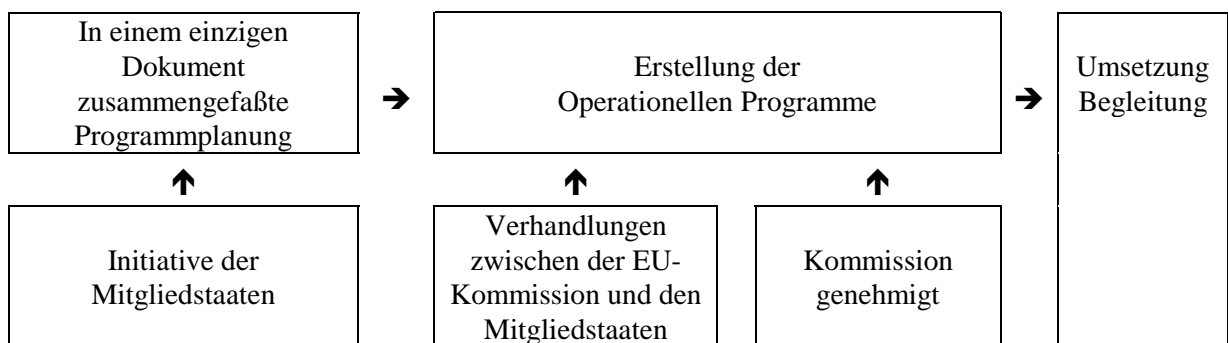 In einem einzigen
Dokument
zusammengefaßte
Programmplanung
➔
Erstellung der
Operationellen Programme
➔
Umsetzung
Begleitung
Initiative der
Mitgliedstaaten
Verhandlungen
zwischen der EU-
Kommission und den
Mitgliedstaaten
Kommission
genehmigt